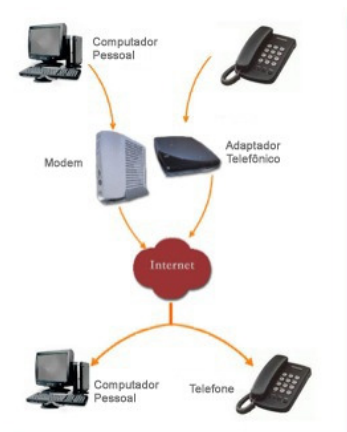 Computador
Pessoal
Modem
Adaptador
Telefônico
Internet
Computador
Pessoal
Telefone